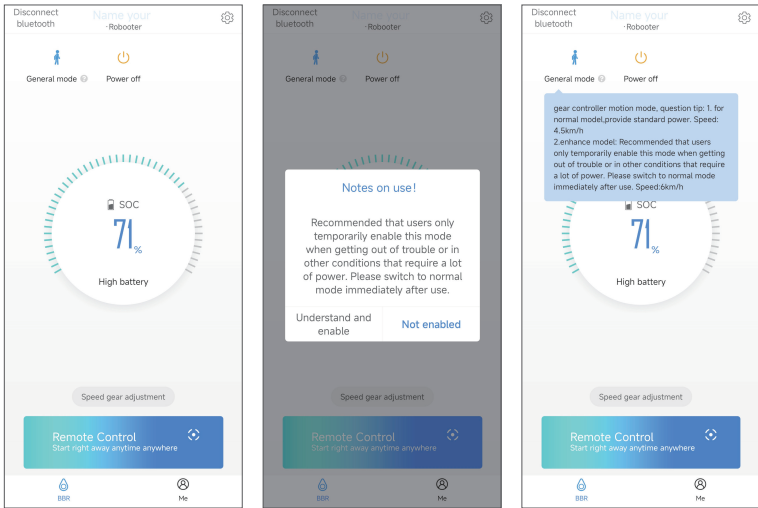 Disconnect
bluetooth
Name your
-Robooter
General mode
Power off
SOC
71%
High battery
Speed gear adjustment
Remote Control
Start right away anytime anywhere
BBR
Me
Disconnect
bluetooth
Name your
-Robooter
General mode
Power off
Notes on use!
Recommended that users only
temporarily enable this mode
when getting out of trouble or in
other conditions that require a lot
of power. Please switch to normal
mode immediately after use.
Understand and
enable
Not enabled
Speed gear adjustment
Remote Control
Start right away anytime anywhere
BBR
Me
Disconnect
bluetooth
Name your
-Robooter
General mode
Power off
gear controller motion mode, question tip: 1. for
normal model,provide standard power. Speed:
4.5km/h
2.enhance model: Recommended that users
only temporarily enable this mode when getting
out of trouble or in other conditions that require
a lot of power. Please switch to normal mode
immediately after use. Speed:6km/h
SOC
71%
High battery
Speed gear adjustment
Remote Control
Start right away anytime anywhere
BBR
Me